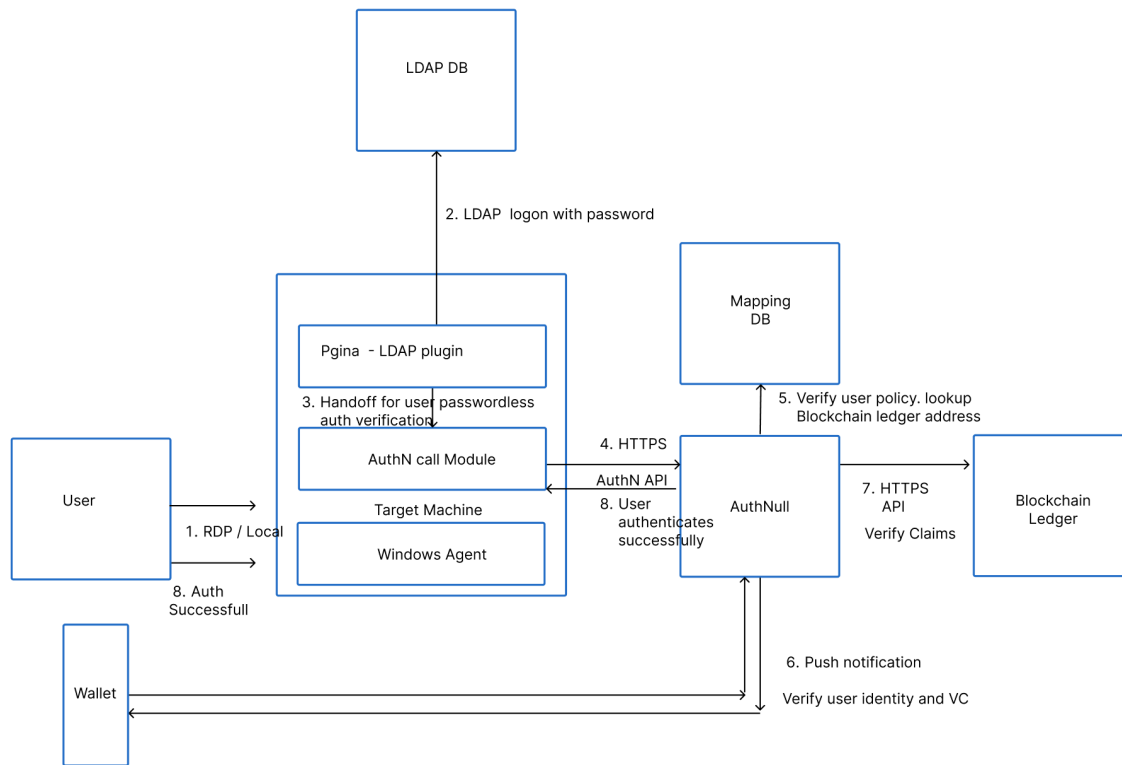 LDAP DB
2. LDAP  logon with password
Mapping
DB
Pgina  - LDAP plugin
3. Handoff for user passwordless
auth verification
5. Verify user policy. lookup
Blockchain ledger address
AuthN call Module
4. HTTPS
AuthN API
8. User
authenticates
successfully
AuthNull
7. HTTPS
API
Verify Claims
Blockchain
Ledger
User
1. RDP / Local
Target Machine
Windows Agent
8. Auth
Successfull
Wallet
6. Push notification
Verify user identity and VC